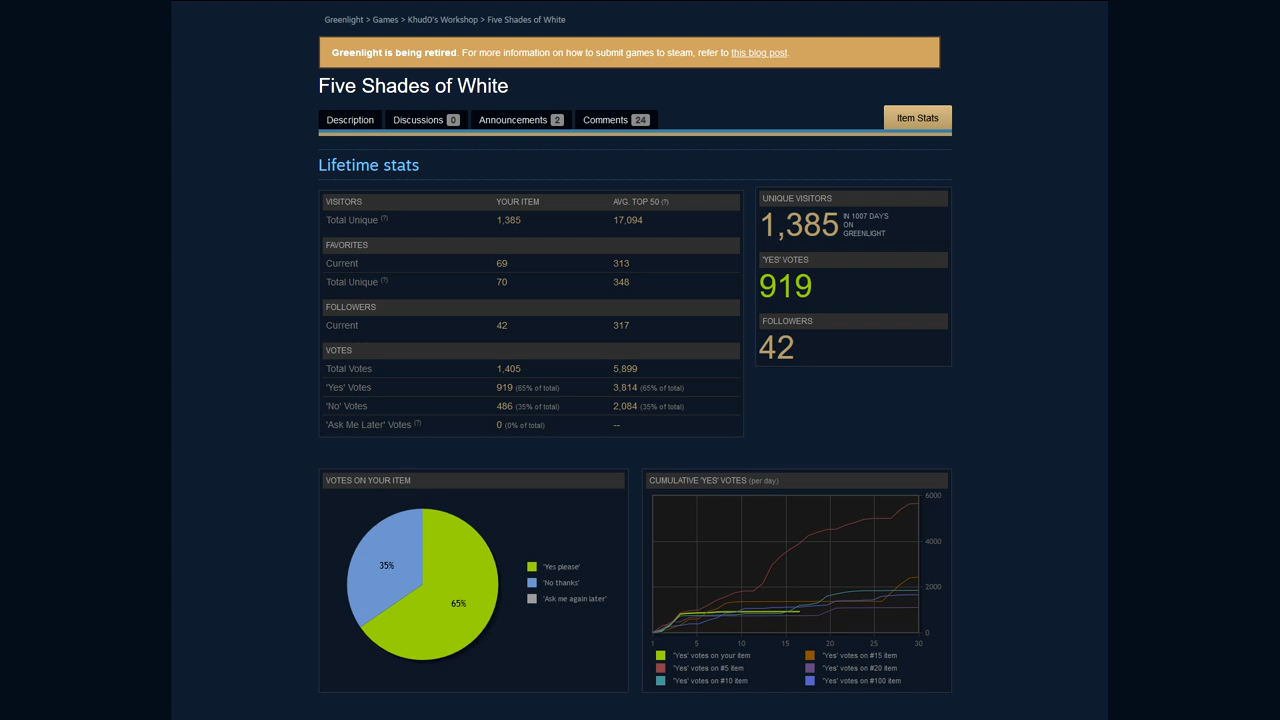 Greenlight > Games > Khud0's Workshop > Five Shades of White
Greenlight is being retired. For more information on how to submit games to steam, refer to this blog post.
Five Shades of White
Description Discussions 0 Announcements 2 Comments 24 Item Stats
Lifetime stats
VISITORS YOUR ITEM AVG. TOP 50 (?)
Total Unique (?) 1,385 17,094
FAVORITES
Current 69 313
Total Unique (?) 70 348
FOLLOWERS
Current 42 317
VOTES
Total Votes 1,405 5,899
'Yes' Votes 919 (65% of total) 3,814 (65% of total)
'No' Votes 486 (35% of total) 2,084 (35% of total)
'Ask Me Later' Votes (?) 0 (0% of total) --
UNIQUE VISITORS
1,385 IN 1007 DAYS
ON
GREENLIGHT
'YES' VOTES
919
FOLLOWERS
42
VOTES ON YOUR ITEM
35%
65%
'Yes please'
'No thanks'
'Ask me again later'
CUMULATIVE 'YES' VOTES (per day)
6000
4000
2000
0
1 5 10 15 20 25 30
'Yes' votes on your item 'Yes' votes on #15 item
'Yes' votes on #5 item 'Yes' votes on #20 item
'Yes' votes on #10 item 'Yes' votes on #100 item